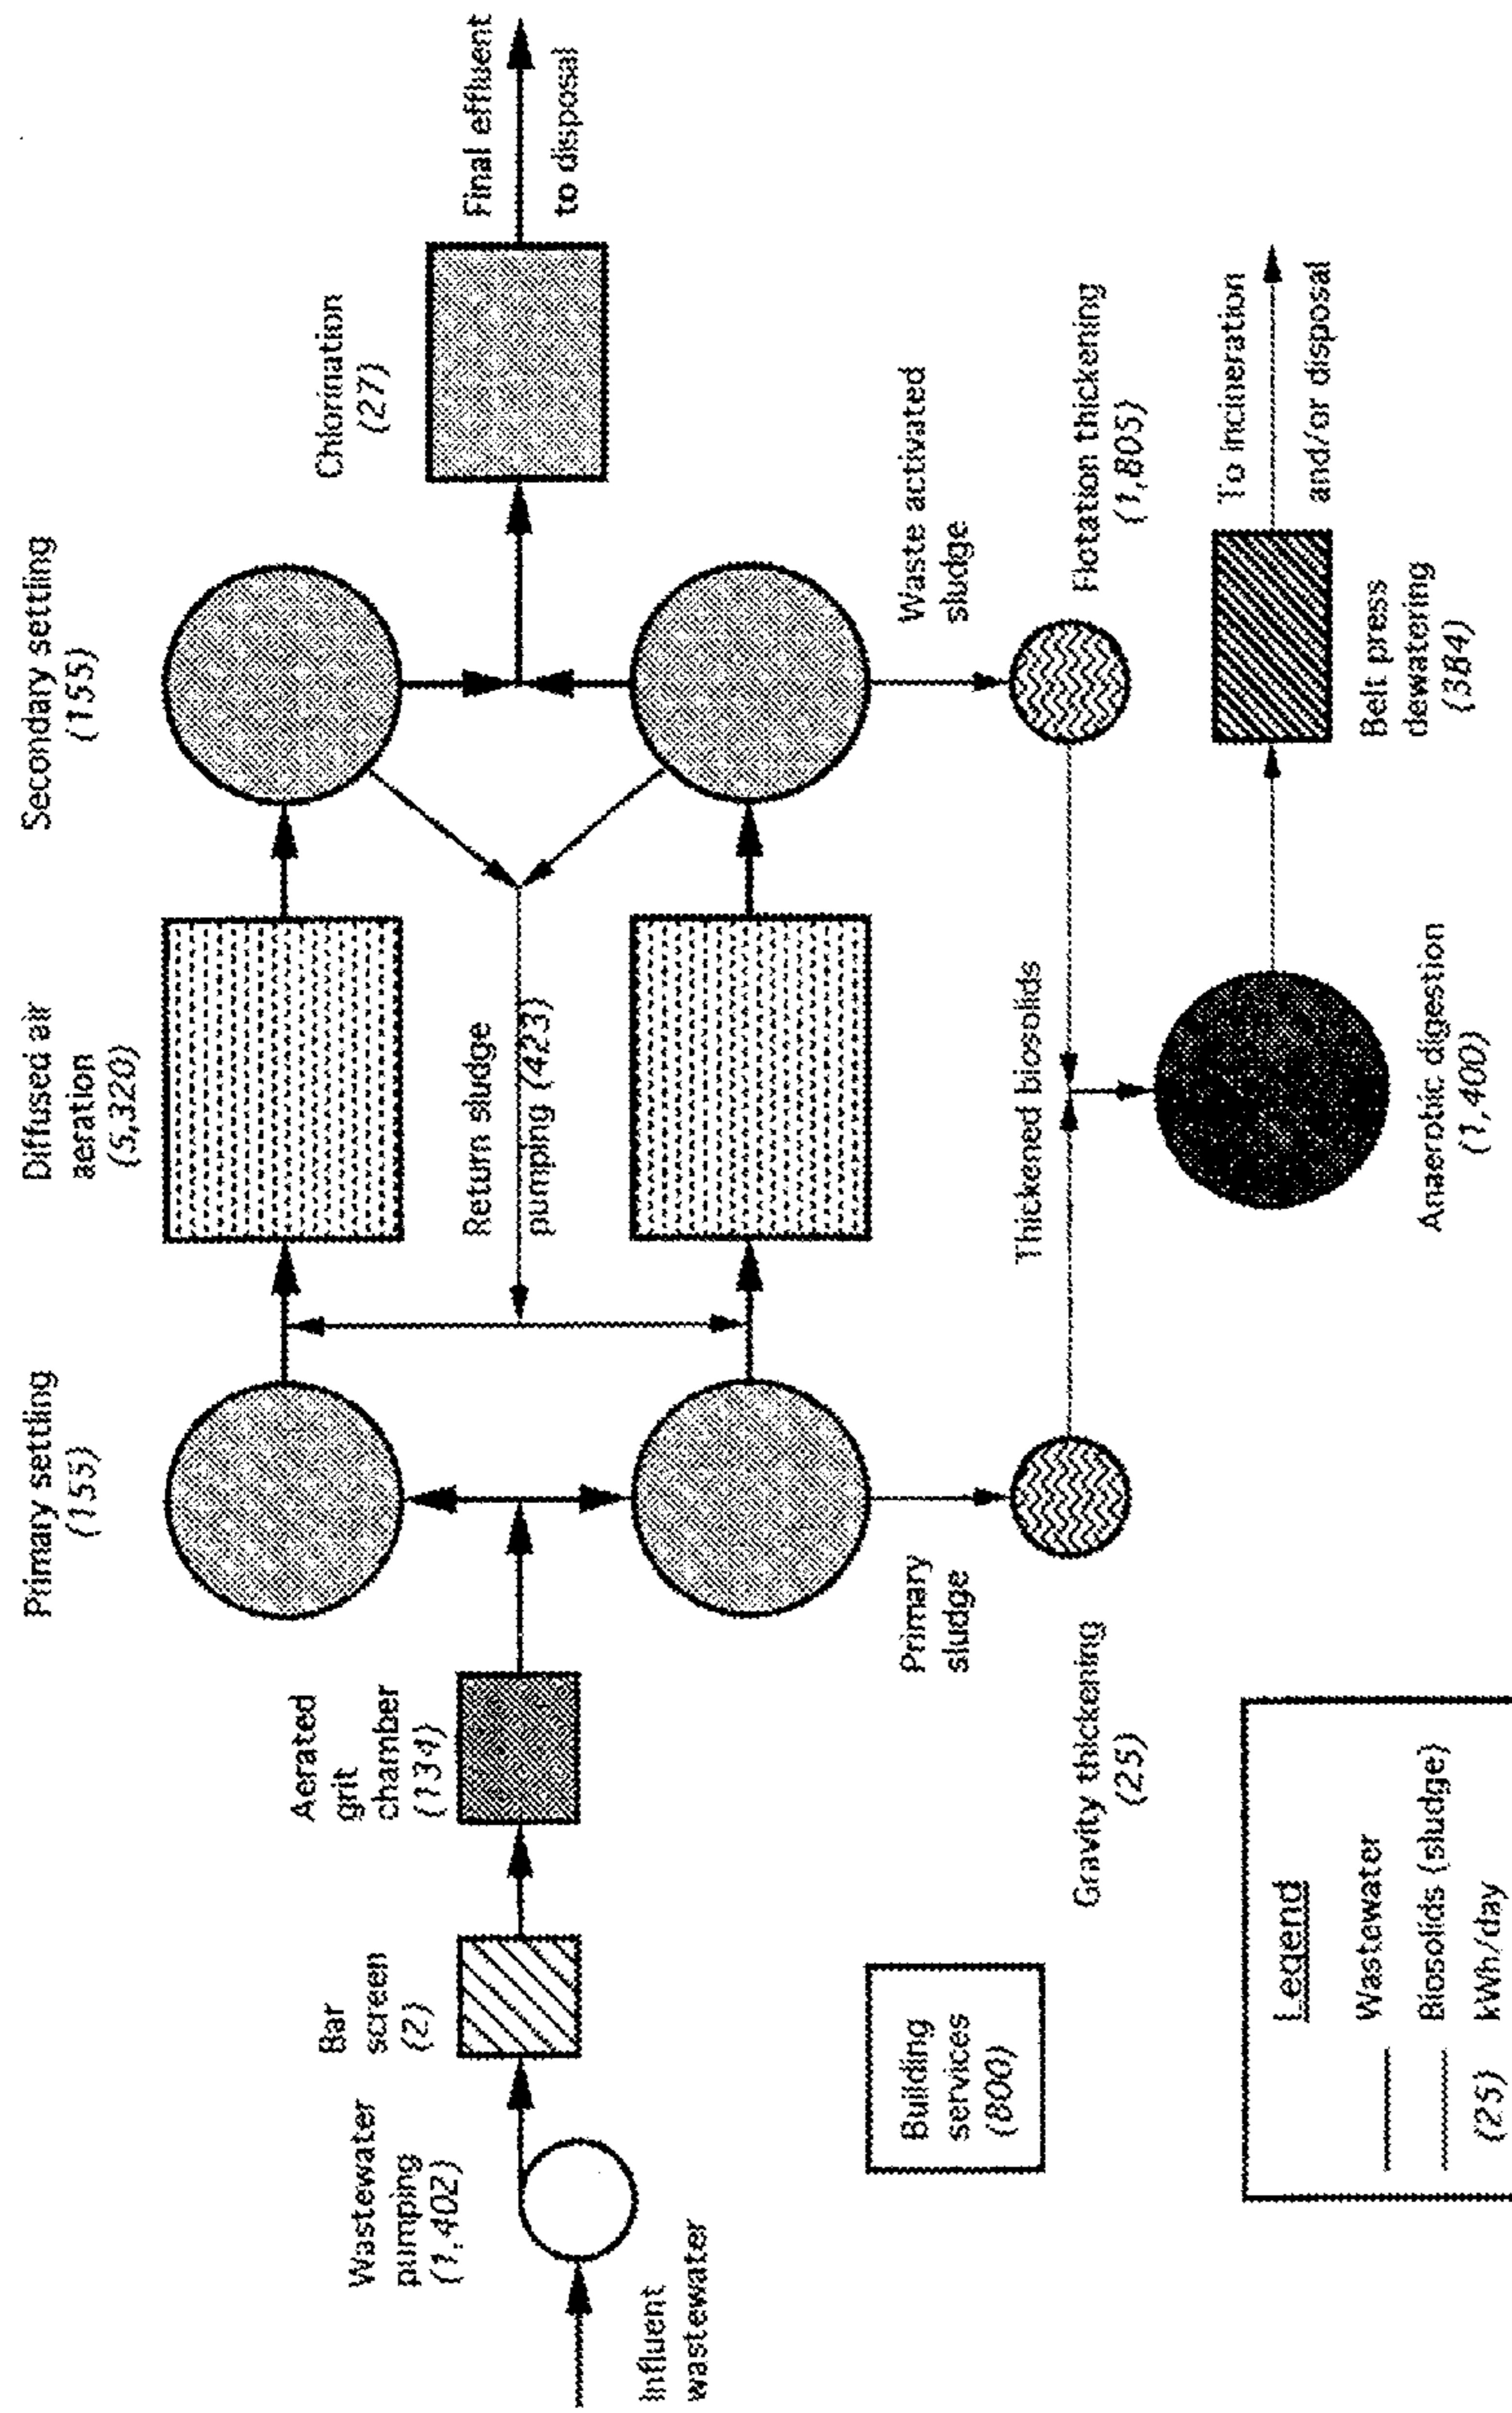 Influent
wastewater
Wastewater
pumping
(1,402)
Bar
screen
(2)
Aerated
grit
chamber
(134)
Primary settling
(155)
Diffused air
aeration
(5,320)
Secondary settling
(155)
Return sludge
pumping (423)
Chlorination
(27)
Final effluent
to disposal
Primary
sludge
Waste activated
sludge
Gravity thickening
(25)
Thickened biosolids
Flotation thickening
(1,805)
Anaerobic digestion
(1,400)
Belt press
dewatering
(384)
To incineration
and/or disposal
Building
services
(800)
Legend
Wastewater
Biosolids (sludge)
(25) kWh/day